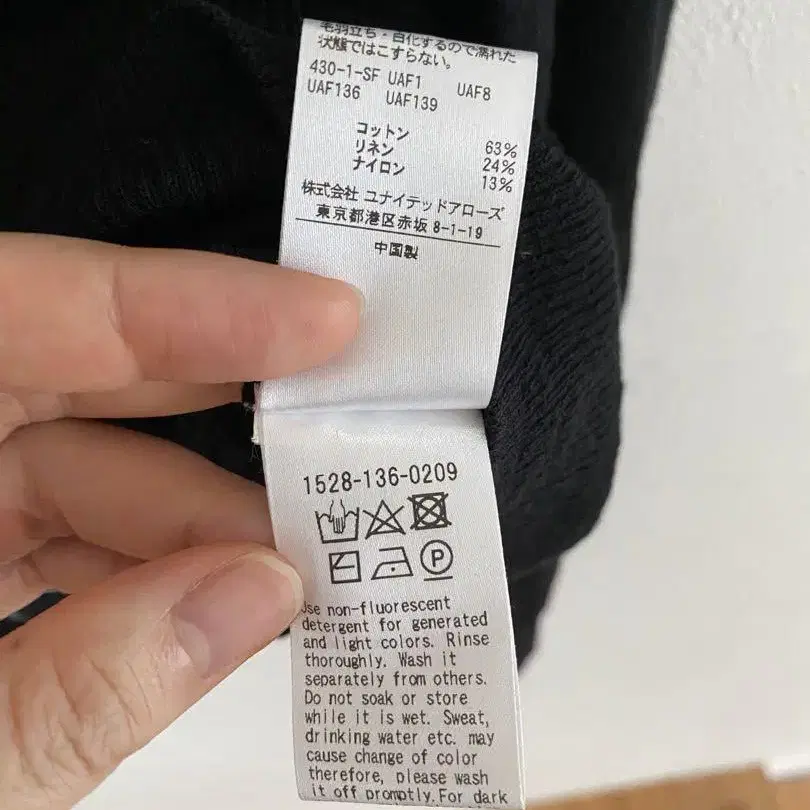 毛羽立ち・白化するので濡れた
状態ではこすらない。
430-1-SF UAF1 UAF8
UAF136 UAF139
コットン 63%
リネン 24%
ナイロン 13%
株式会社 ユナイテッドアローズ
東京都港区赤坂 8-1-19
中国製
1528-136-0209
P
Use non-fluorescent
detergent for generated
and light colors. Rinse
thoroughly. Wash it
separately from others.
Do not soak or store
while it is wet. Sweat,
drinking water etc. may
cause change of color
therefore, please wash
it off promptly.For dark